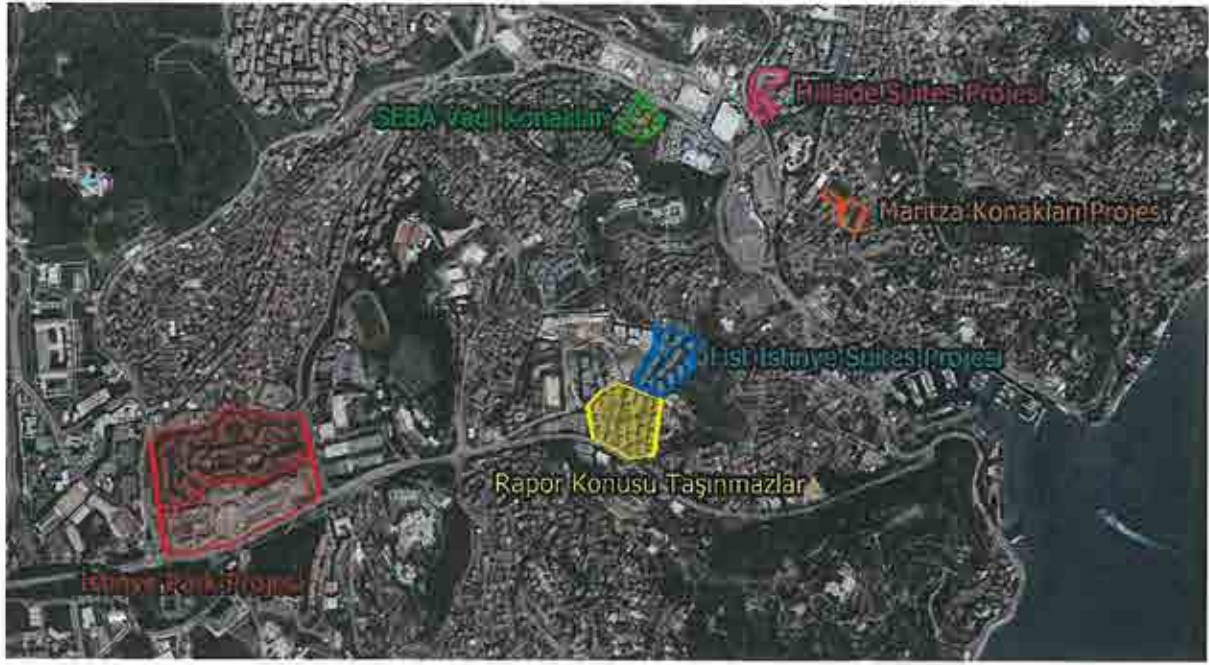 Hillside Suites Projesi
SEBA Vadi Konakları
Maritza Konakları Projesi
List İstinye Suites Projesi
Rapor Konusu Taşınmazlar
İstinye Park Projesi